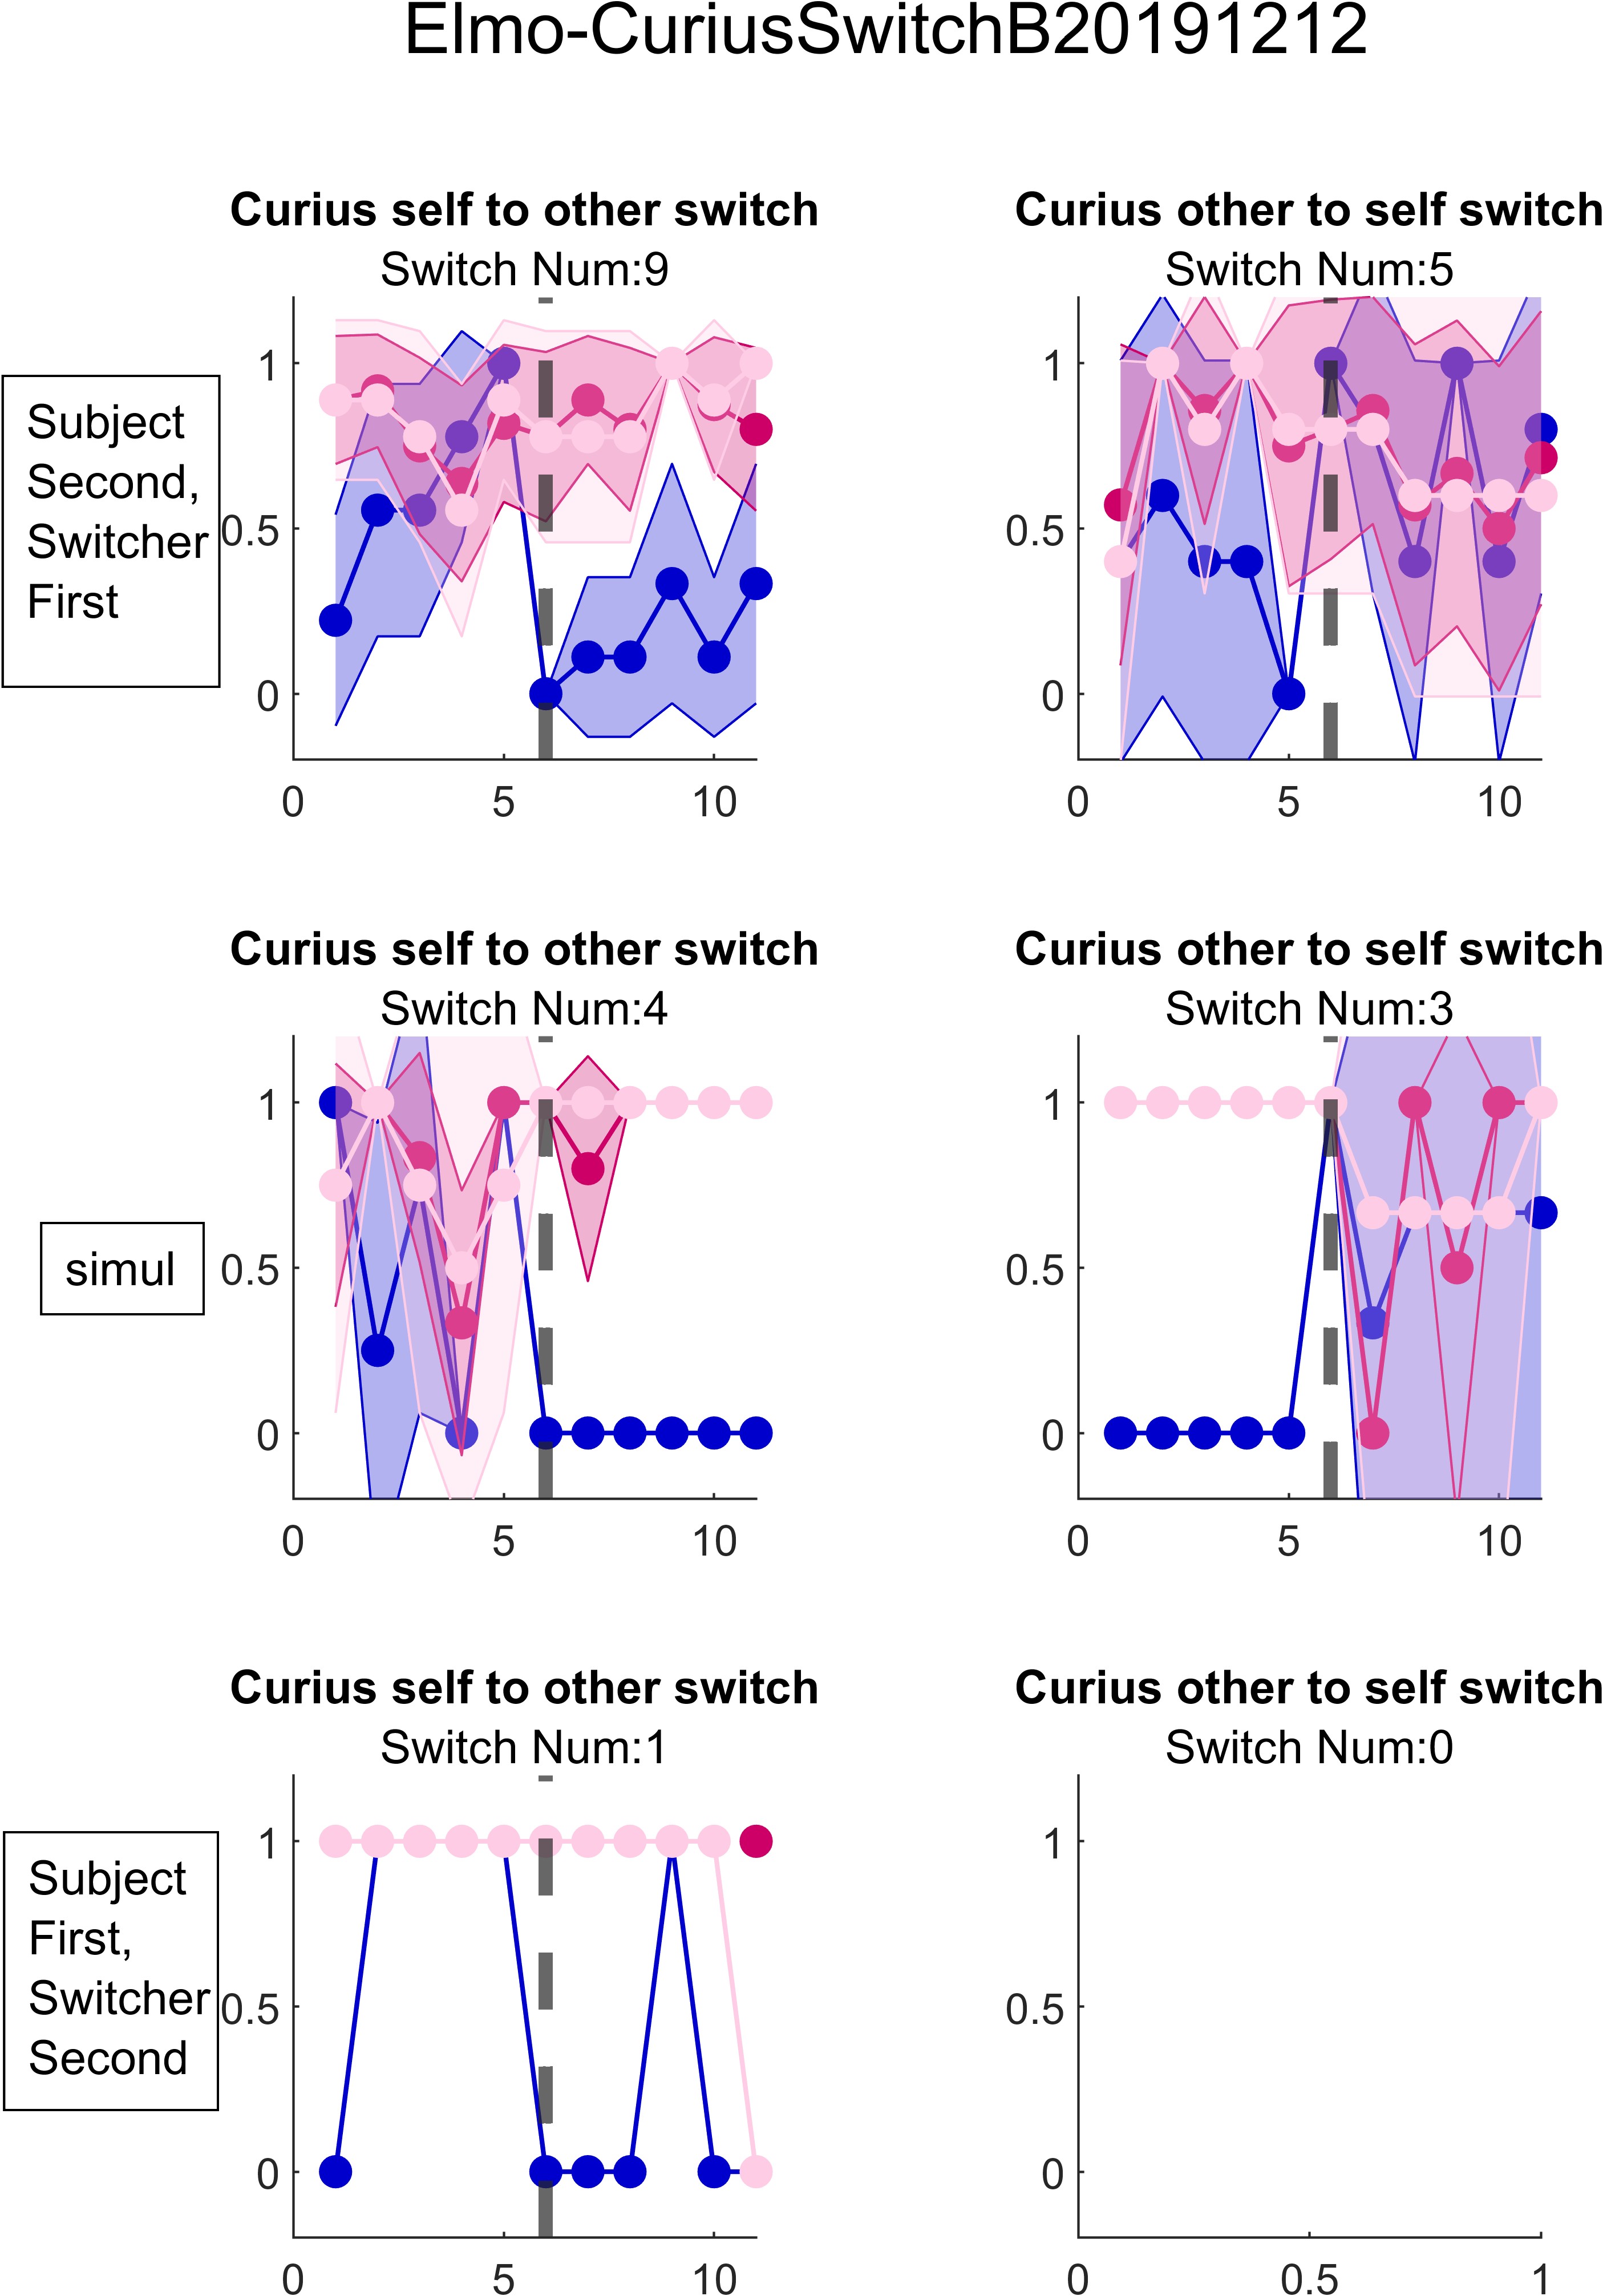 Elmo-CuriusSwitchB20191212
Curius self to other switch
Switch Num:9
Curius other to self switch
Switch Num:5
Subject
Second,
Switcher
First
1
0.5
0
0
5
10
1
0.5
0
0
5
10
Curius self to other switch
Switch Num:4
Curius other to self switch
Switch Num:3
simul
1
0.5
0
0
5
10
1
0.5
0
0
5
10
Curius self to other switch
Switch Num:1
Curius other to self switch
Switch Num:0
Subject
First,
Switcher
Second
1
0.5
0
0
5
10
1
0.5
0
0
0.5
1